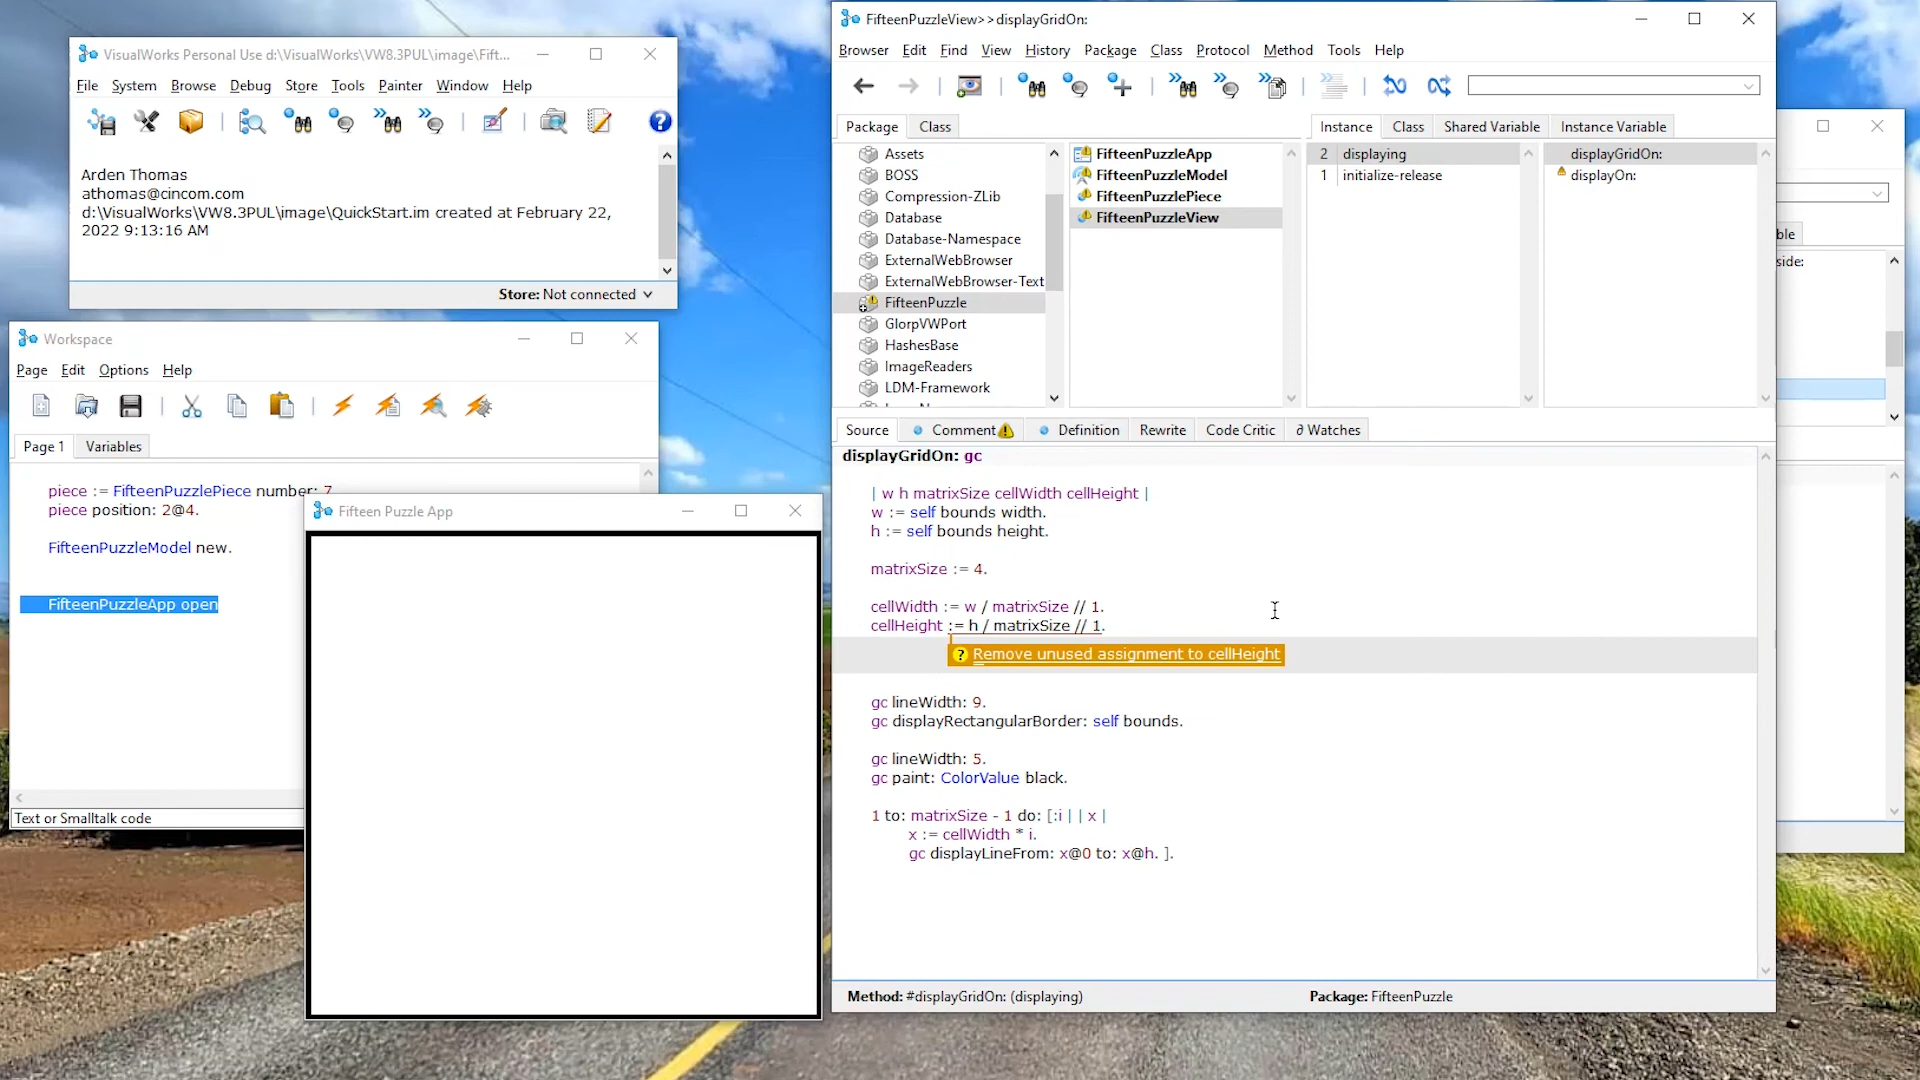 VisualWorks Personal Use d:\VisualWorks\VW8.3PUL\image\Fift...
File System Browse Debug Store Tools Painter Window Help
Arden Thomas
athomas@cincom.com
d:\VisualWorks\VW8.3PUL\image\QuickStart.im created at February 22,
2022 9:13:16 AM
Store: Not connected
Workspace
Page Edit Options Help
Page 1 Variables
piece := FifteenPuzzlePiece number: 7
piece position: 2@4.
FifteenPuzzleModel new.
FifteenPuzzleApp open
Text or Smalltalk code
Fifteen Puzzle App
FifteenPuzzleView>>displayGridOn:
Browser Edit Find View History Package Class Protocol Method Tools Help
Package Class
Instance Class Shared Variable Instance Variable
Assets
BOSS
Compression-ZLib
Database
Database-Namespace
ExternalWebBrowser
ExternalWebBrowser-Text
FifteenPuzzle
GlorpVWPort
HashesBase
ImageReaders
LDM-Framework
FifteenPuzzleApp
FifteenPuzzleModel
FifteenPuzzlePiece
FifteenPuzzleView
2 displaying
1 initialize-release
displayGridOn:
displayOn:
Source Comment Definition Rewrite Code Critic ∂ Watches
displayGridOn: gc
| w h matrixSize cellWidth cellHeight |
w := self bounds width.
h := self bounds height.
matrixSize := 4.
cellWidth := w / matrixSize // 1.
cellHeight := h / matrixSize // 1.
? Remove unused assignment to cellHeight
gc lineWidth: 9.
gc displayRectangularBorder: self bounds.
gc lineWidth: 5.
gc paint: ColorValue black.
1 to: matrixSize - 1 do: [:i | | x |
x := cellWidth * i.
gc displayLineFrom: x@0 to: x@h. ].
Method: #displayGridOn: (displaying)
Package: FifteenPuzzle
ble
side: